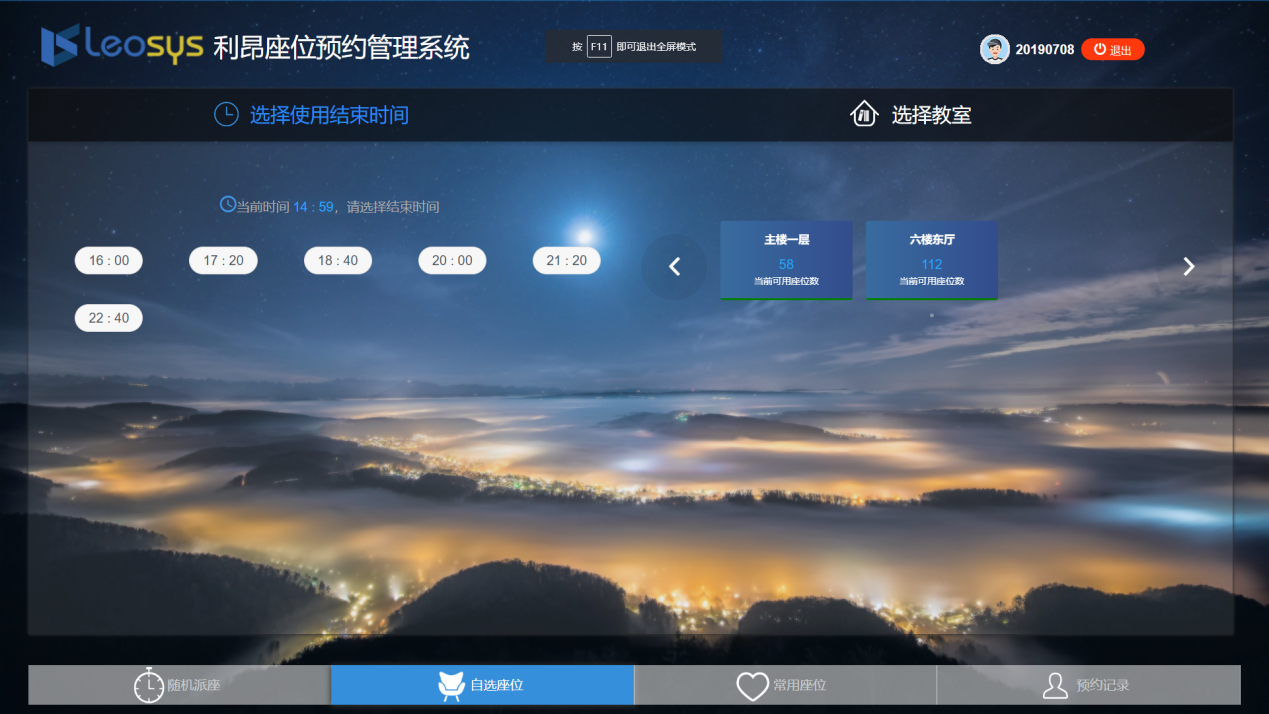 Leosys 利昂座位预约管理系统
按 F11 即可退出全屏模式
20190708 退出
选择使用结束时间
选择教室
当前时间 14 : 59, 请选择结束时间
16 : 00
17 : 20
18 : 40
20 : 00
21 : 20
22 : 40
主楼一层
58
当前可用座位数
六楼东厅
112
当前可用座位数
随机派座
自选座位
常用座位
预约记录